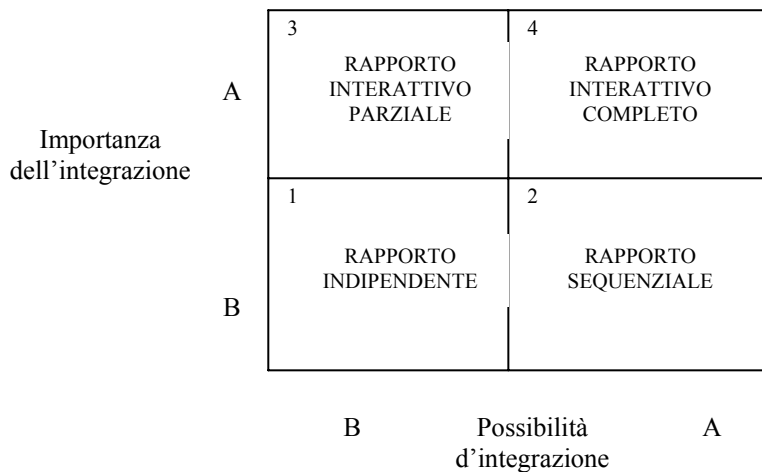 3
RAPPORTO
INTERATTIVO
PARZIALE
4
RAPPORTO
INTERATTIVO
COMPLETO
A
Importanza
dell’integrazione
1
RAPPORTO
INDIPENDENTE
2
RAPPORTO
SEQUENZIALE
B
B
Possibilità
d’integrazione
A